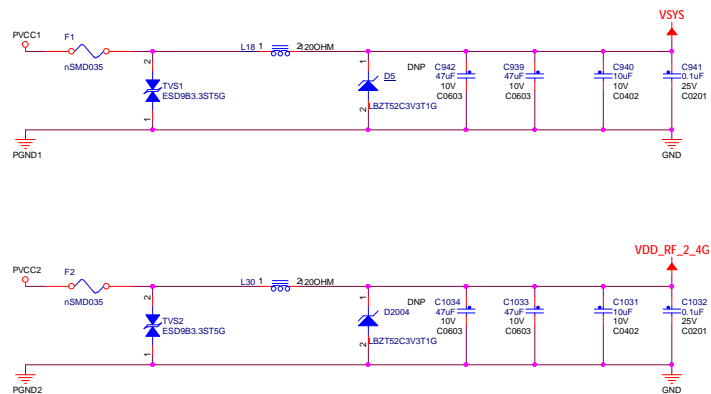 VSYS
PVCC1
F1
nSMD035
L18 1
2 120OHM
2
TVS1
ESD9B3.3ST5G
1
1
D5
2
LBZT52C3V3T1G
DNP
C942
47uF
10V
C0603
C939
47uF
10V
C0603
C940
10uF
10V
C0402
C941
0.1uF
25V
C0201
PGND1
GND
VDD_RF_2_4G
PVCC2
F2
nSMD035
L30 1
2 120OHM
2
TVS2
ESD9B3.3ST5G
1
1
D2004
2
LBZT52C3V3T1G
DNP
C1034
47uF
10V
C0603
C1033
47uF
10V
C0603
C1031
10uF
10V
C0402
C1032
0.1uF
25V
C0201
PGND2
GND